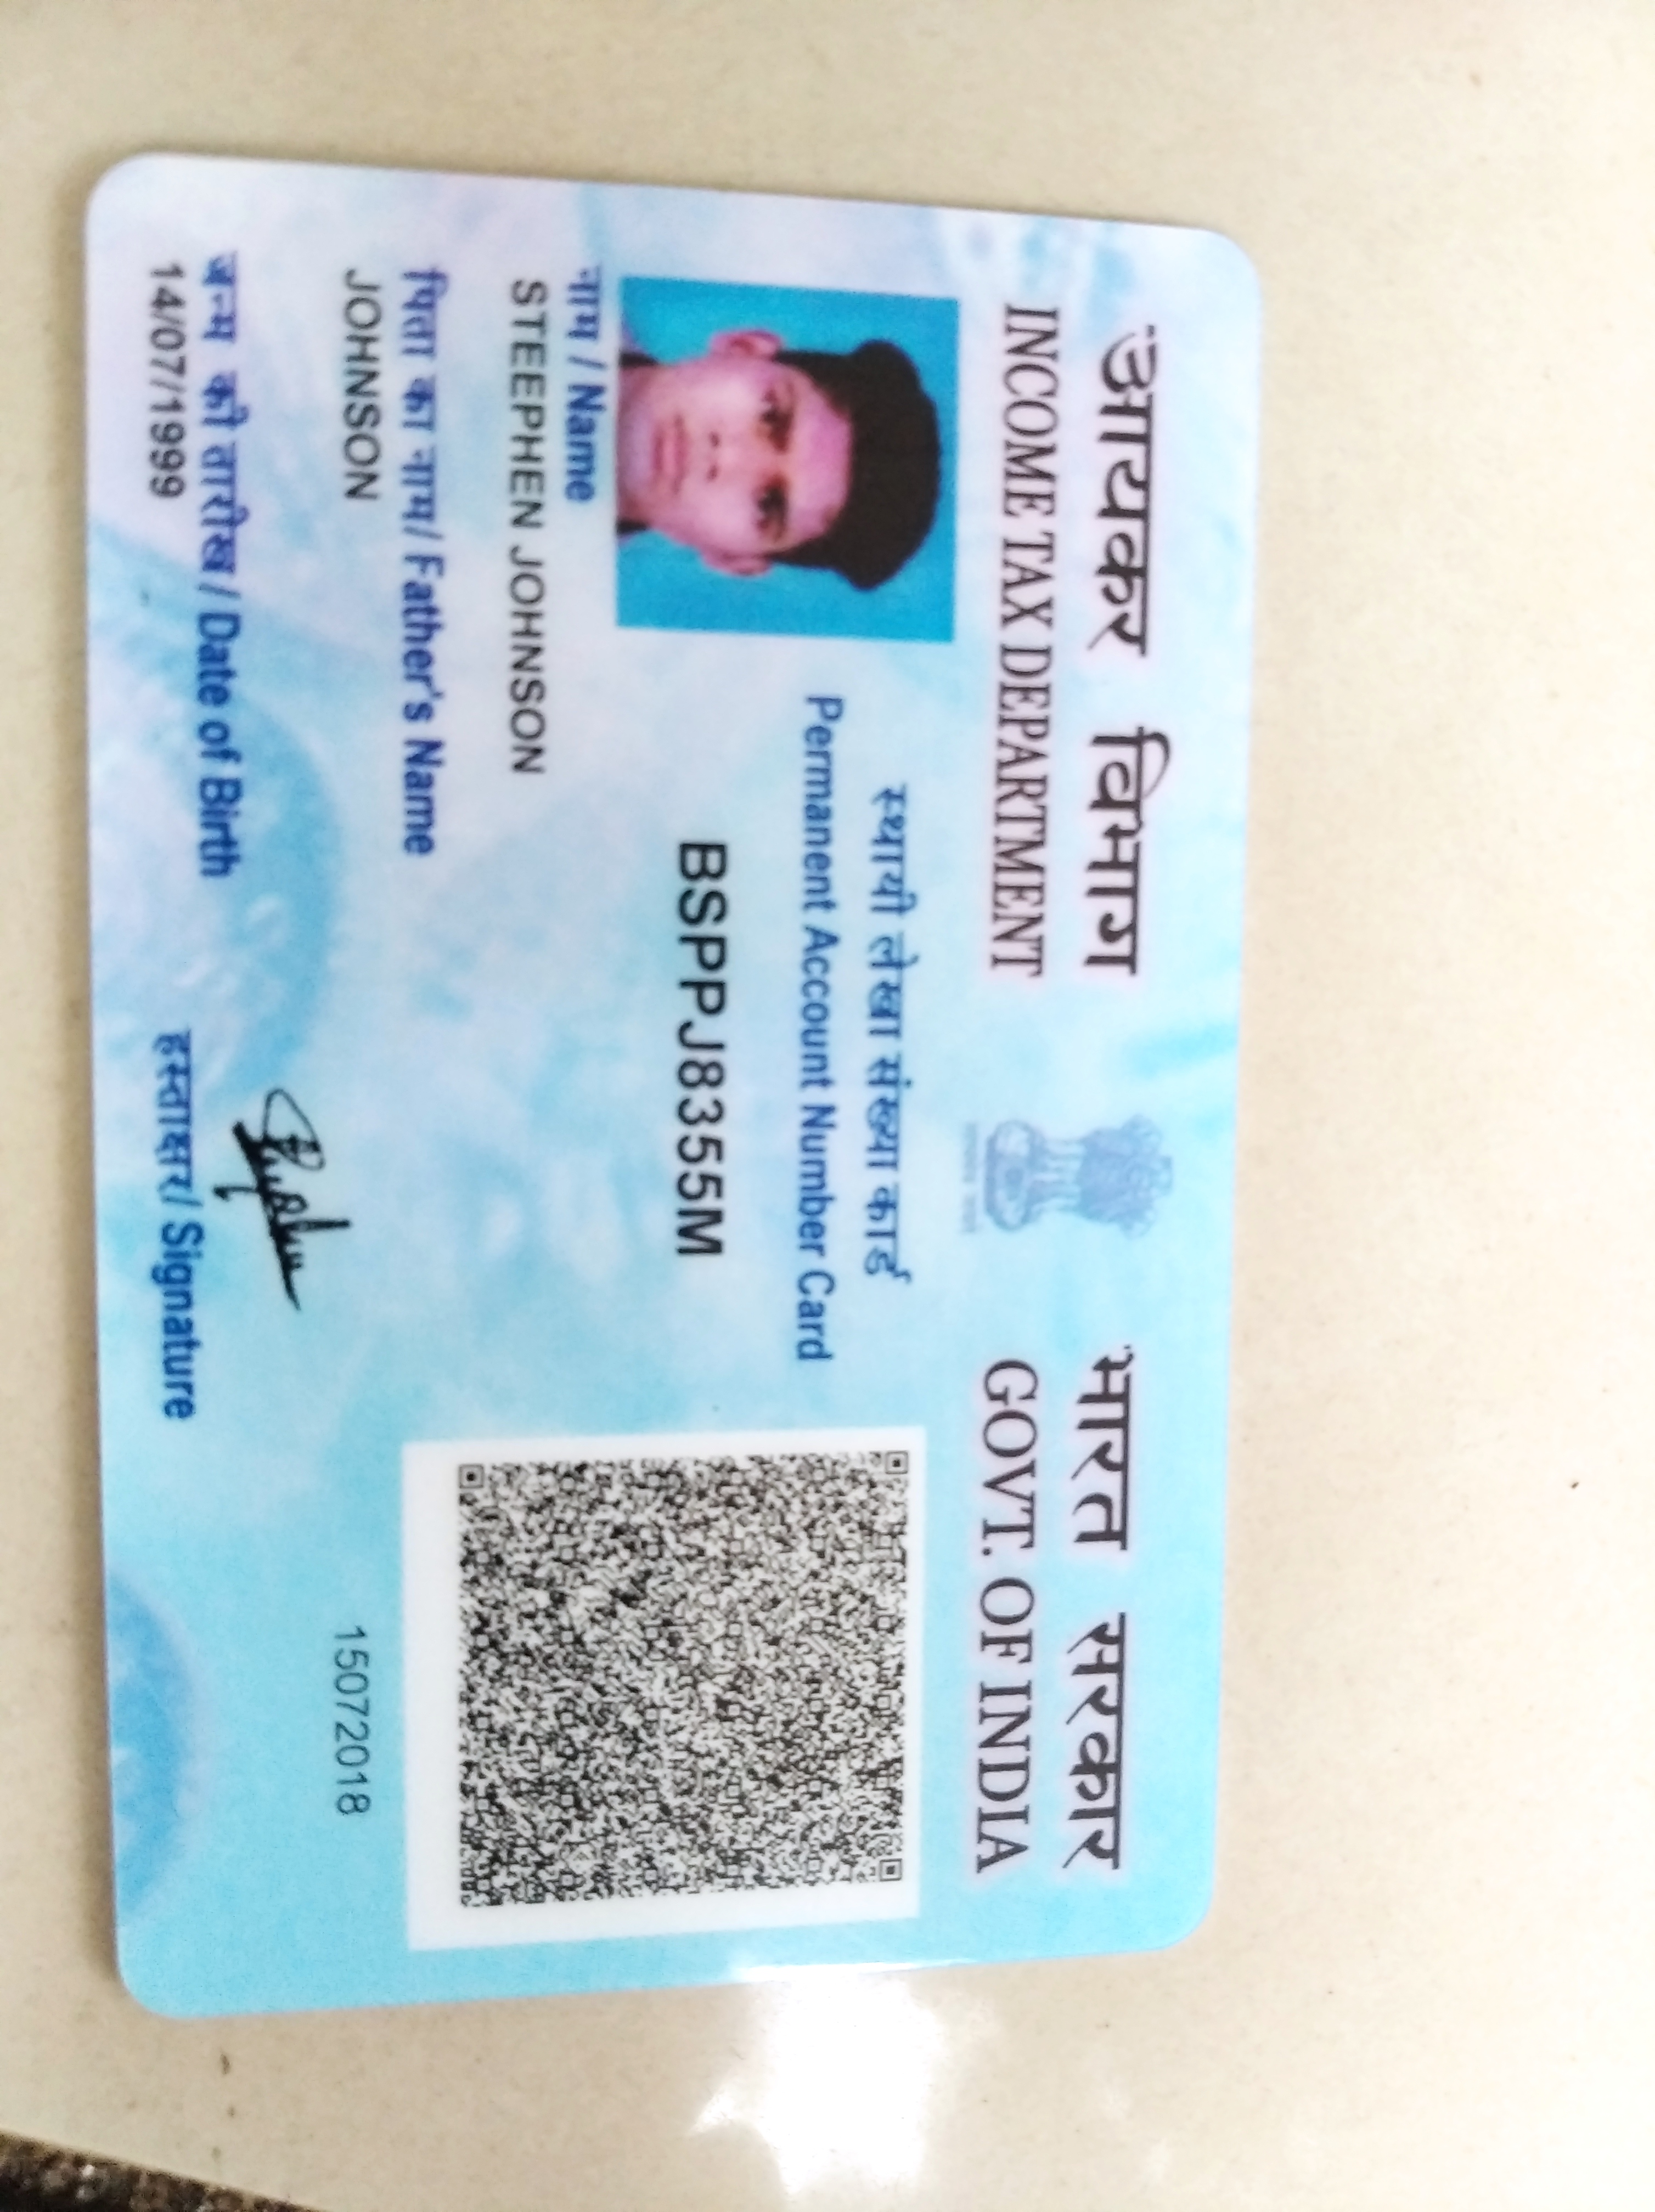 आयकर विभाग
INCOME TAX DEPARTMENT
भारत सरकार
GOVT. OF INDIA
स्थायी लेखा संख्या कार्ड
Permanent Account Number Card
BSPPJ8355M
नाम / Name
STEEPHEN JOHNSON
पिता का नाम/ Father's Name
JOHNSON
जन्म की तारीख/ Date of Birth
14/07/1999
हस्ताक्षर/ Signature
15072018